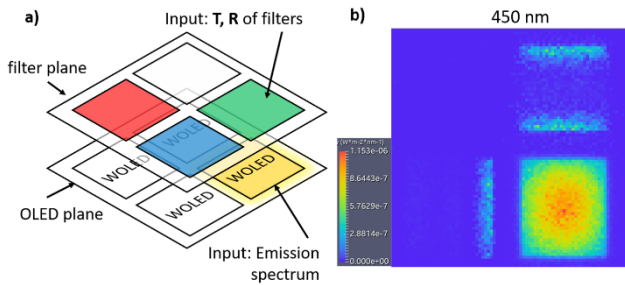 a)
Input: T, R of filters
filter plane
WOLED
WOLED
WOLED
WOLED
OLED plane
Input: Emission
spectrum
b)
450 nm
(W*m-2*nm-1)
1.153e-06
8.6443e-7
5.7629e-7
2.8814e-7
0.000e+00